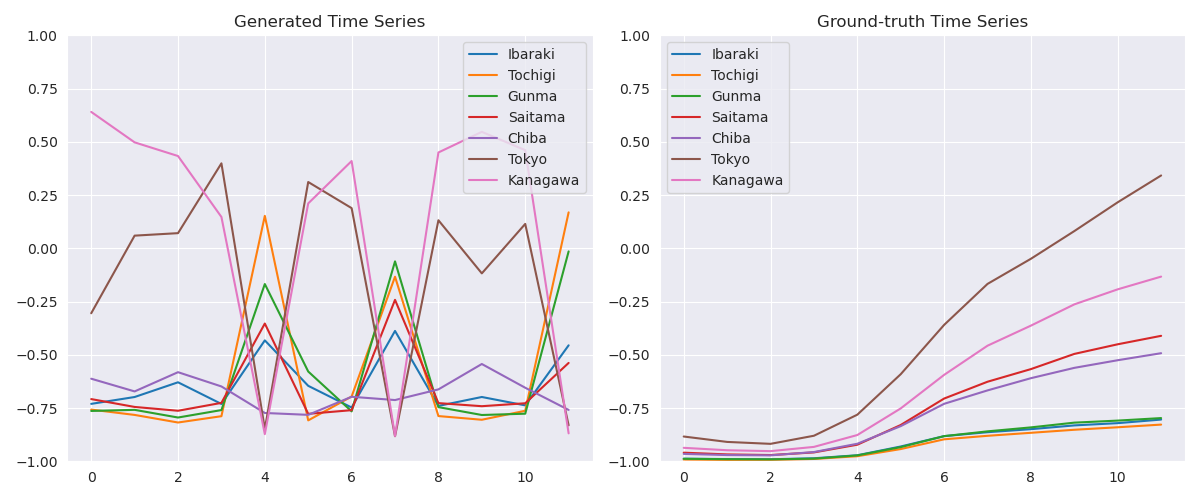 Generated Time Series
1.00
0.75
0.50
0.25
0.00
−0.25
−0.50
−0.75
−1.00
0 2 4 6 8 10
Ibaraki
Tochigi
Gunma
Saitama
Chiba
Tokyo
Kanagawa
Ground-truth Time Series
1.00
0.75
0.50
0.25
0.00
−0.25
−0.50
−0.75
−1.00
0 2 4 6 8 10
Ibaraki
Tochigi
Gunma
Saitama
Chiba
Tokyo
Kanagawa